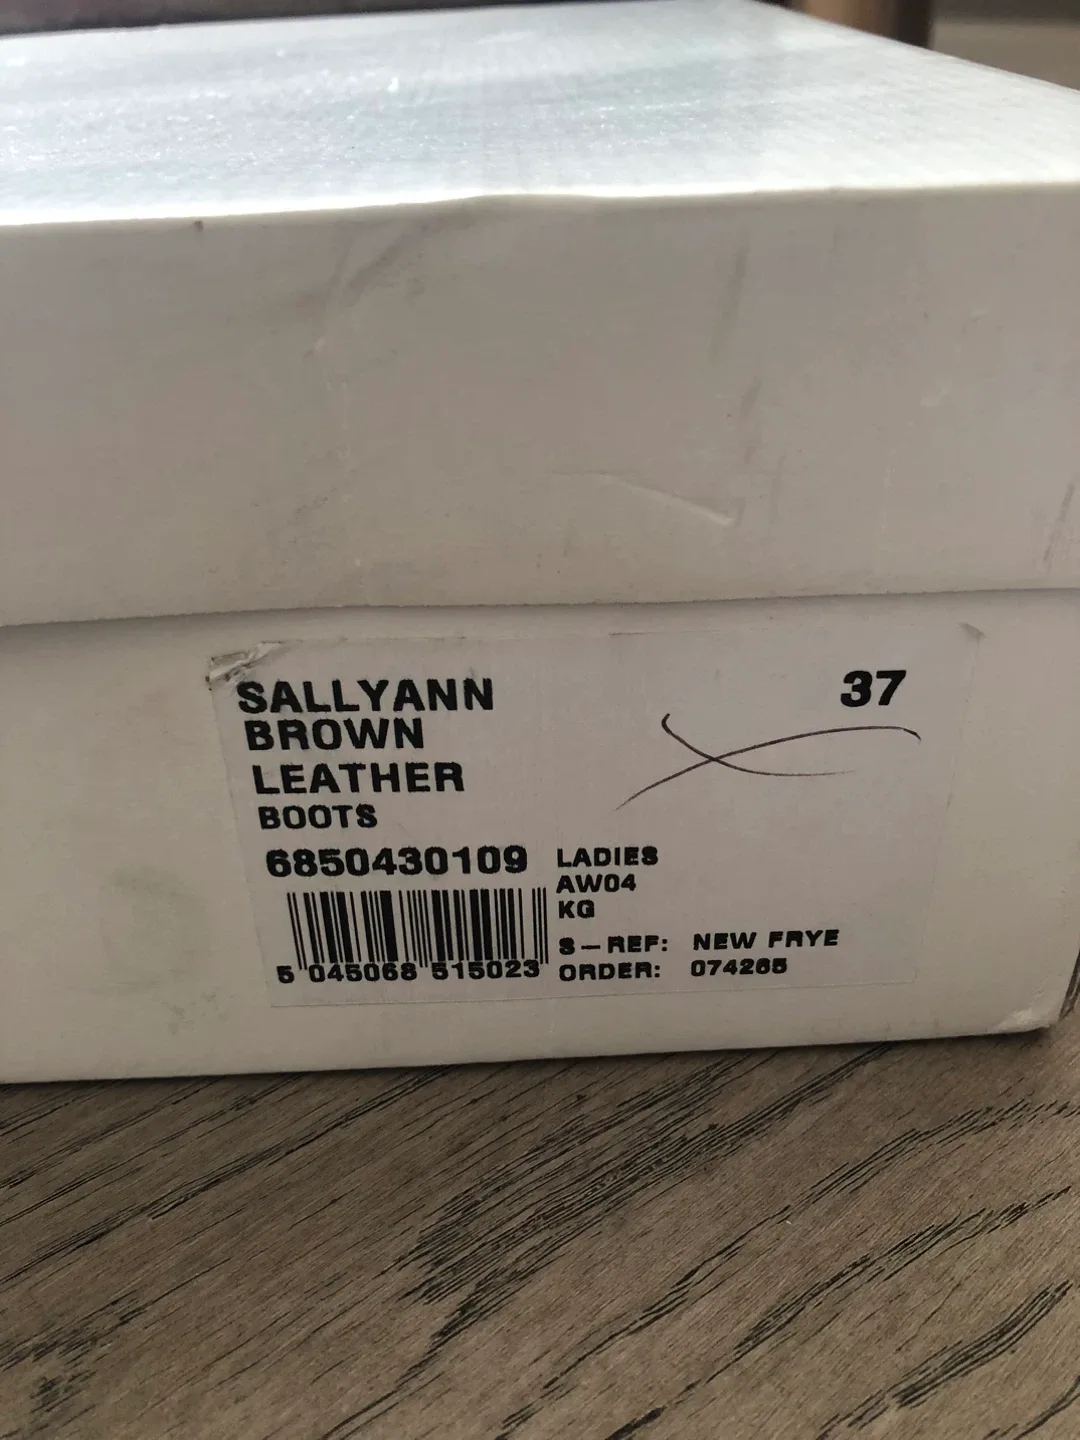 SALLYANN 37
BROWN
LEATHER
BOOTS
6850430109 LADIES
AW04
KG
S-REF: NEW FRYE
5 045068 515023 ORDER: 074265